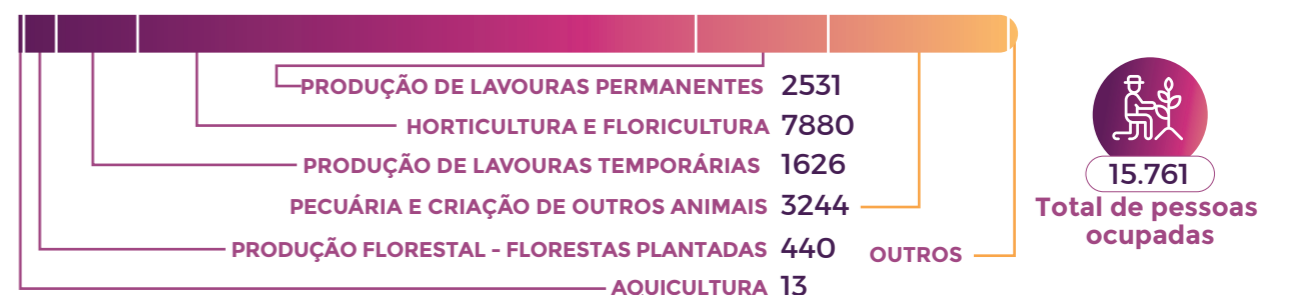 PRODUÇÃO DE LAVOURAS PERMANENTES 2531
HORTICULTURA E FLORICULTURA 7880
PRODUÇÃO DE LAVOURAS TEMPORÁRIAS 1626
PECUÁRIA E CRIAÇÃO DE OUTROS ANIMAIS 3244
PRODUÇÃO FLORESTAL - FLORESTAS PLANTADAS 440
OUTROS
AQUICULTURA 13
15.761
Total de pessoas
ocupadas